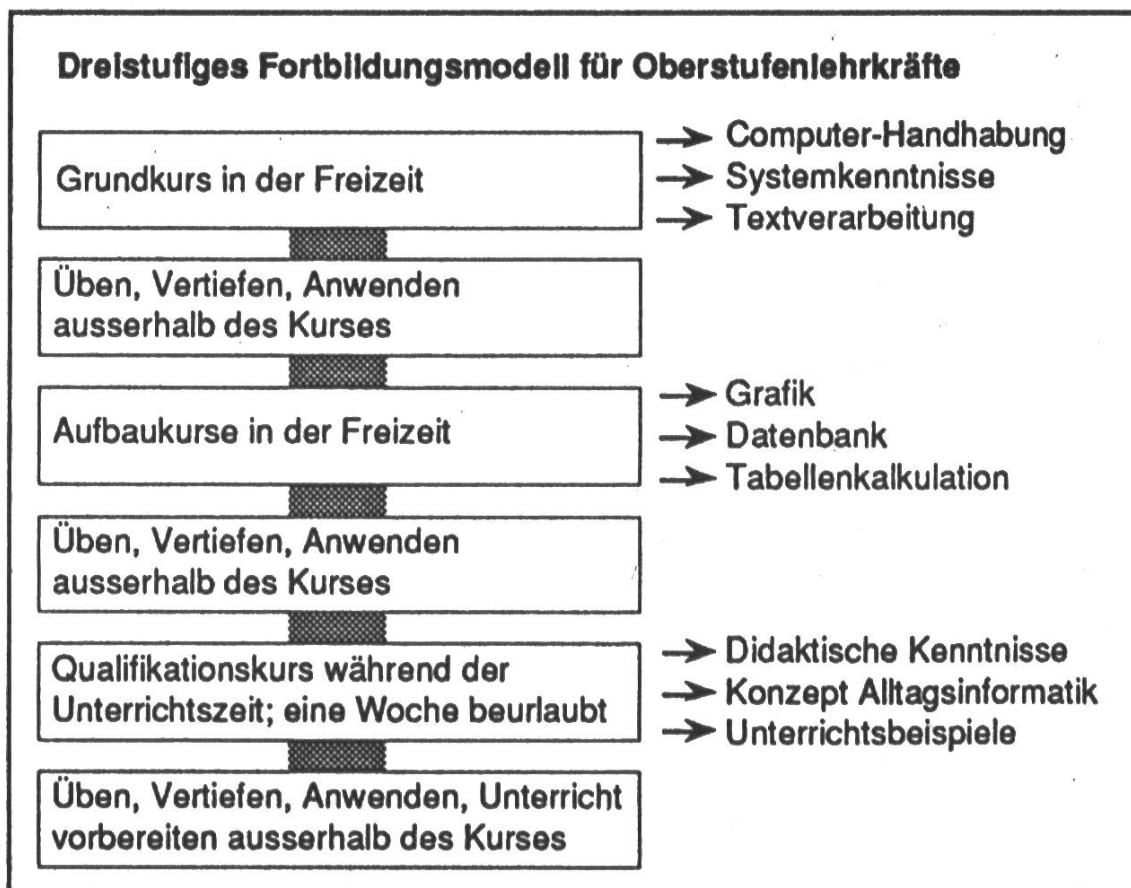 Dreistufiges Fortbildungsmodell für Oberstufenlehrkräfte
Grundkurs in der Freizeit
Computer-Handhabung
Systemkenntnisse
Textverarbeitung
Üben, Vertiefen, Anwenden
ausserhalb des Kurses
Aufbaukurse in der Freizeit
Grafik
Datenbank
Tabellenkalkulation
Üben, Vertiefen, Anwenden
ausserhalb des Kurses
Qualifikationskurs während der
Unterrichtszeit; eine Woche beurlaubt
Didaktische Kenntnisse
Konzept Alltagsinformatik
Unterrichtsbeispiele
Üben, Vertiefen, Anwenden, Unterricht
vorbereiten ausserhalb des Kurses